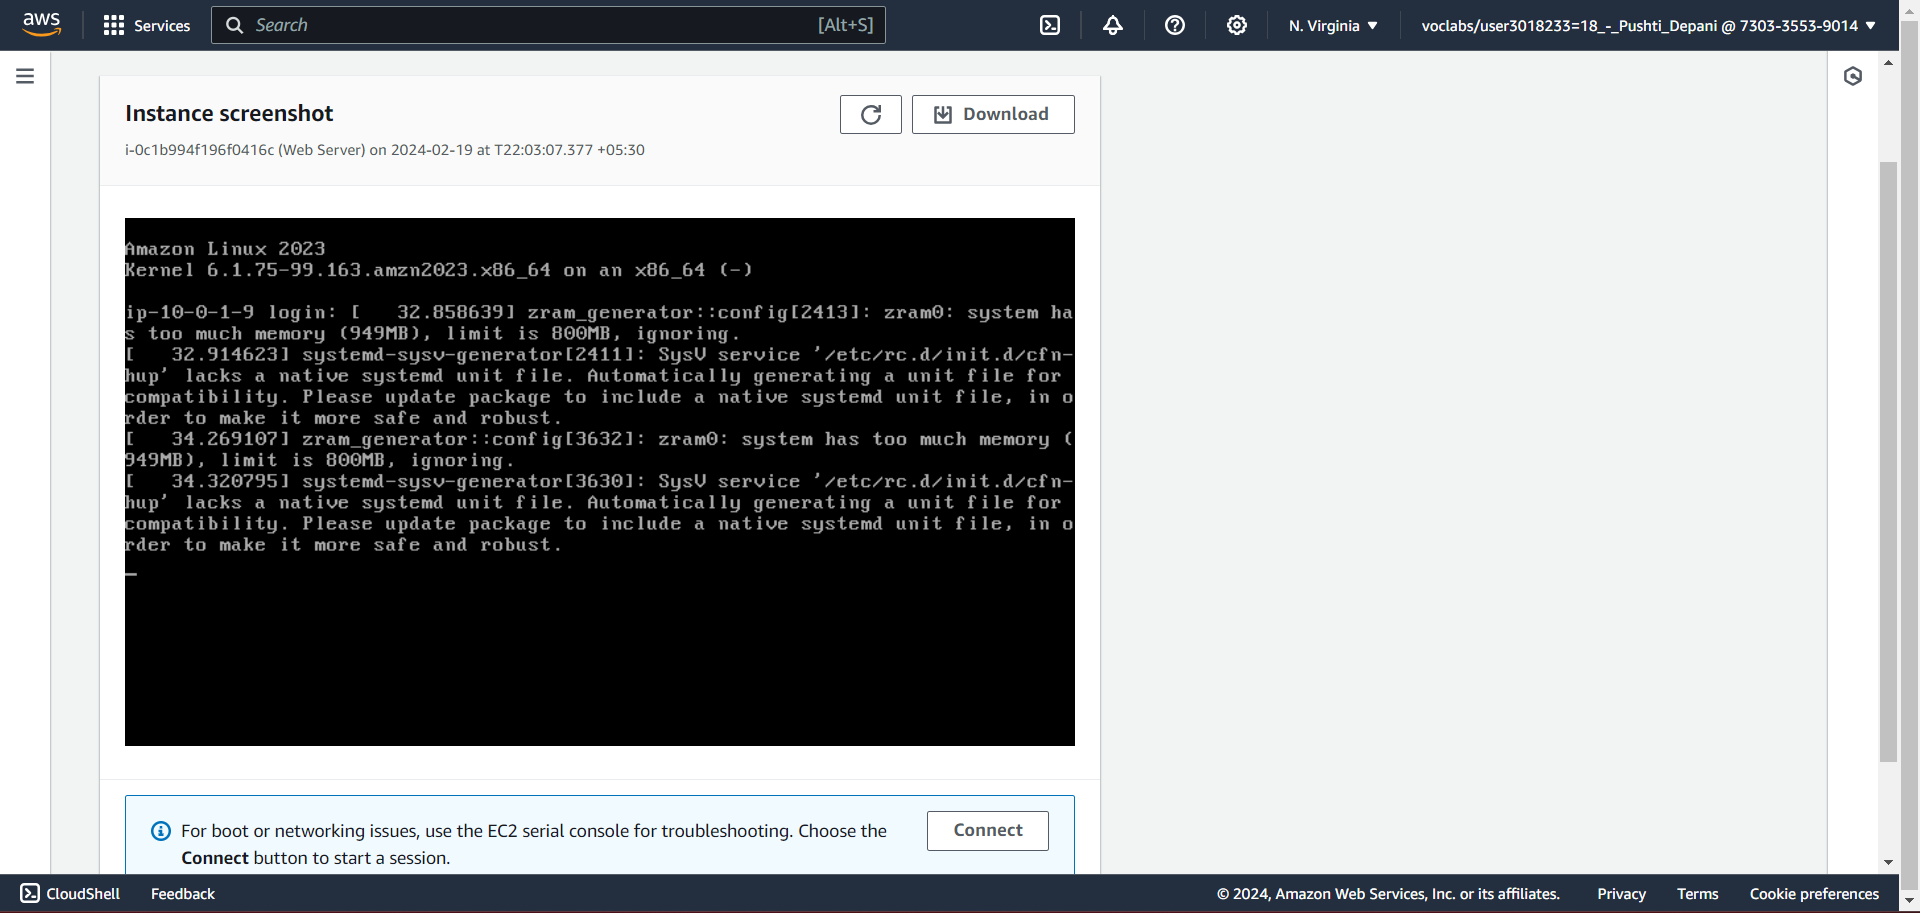 aws
Services
Search
[Alt+S]
N. Virginia
voclabs/user3018233=18_-_Pushti_Depani @ 7303-3553-9014
Instance screenshot
Download
i-0c1b994f196f0416c (Web Server) on 2024-02-19 at T22:03:07.377 +05:30
Amazon Linux 2023
Kernel 6.1.75-99.163.amzn2023.x86_64 on an x86_64 (-)
ip-10-0-1-9 login: [   32.858639] zram_generator::config[2413]: zram0: system ha
s too much memory (949MB), limit is 800MB, ignoring.
[   32.914623] systemd-sysv-generator[2411]: SysV service '/etc/rc.d/init.d/cfn-
hup' lacks a native systemd unit file. Automatically generating a unit file for
compatibility. Please update package to include a native systemd unit file, in o
rder to make it more safe and robust.
[   34.269107] zram_generator::config[3632]: zram0: system has too much memory (
949MB), limit is 800MB, ignoring.
[   34.320795] systemd-sysv-generator[3630]: SysV service '/etc/rc.d/init.d/cfn-
hup' lacks a native systemd unit file. Automatically generating a unit file for
compatibility. Please update package to include a native systemd unit file, in o
rder to make it more safe and robust.
_
For boot or networking issues, use the EC2 serial console for troubleshooting. Choose the
Connect button to start a session.
Connect
CloudShell
Feedback
© 2024, Amazon Web Services, Inc. or its affiliates.
Privacy
Terms
Cookie preferences